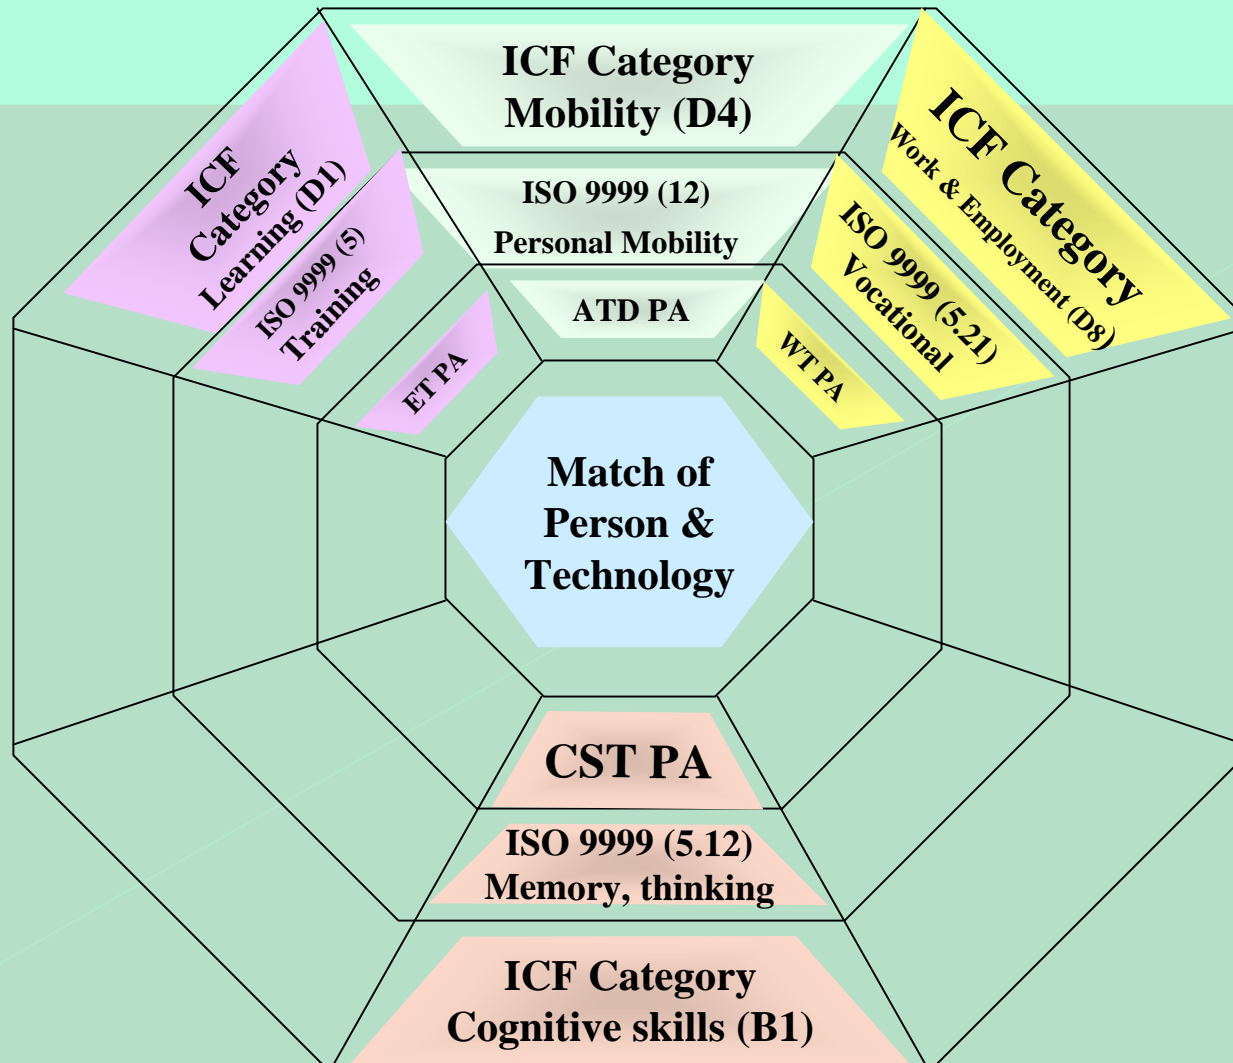 ICF Category
Mobility (D4)
ISO 9999 (12)
Personal Mobility
ATD PA
ICF
Category
Learning (D1)
ISO 9999 (5)
Training
ET PA
ICF Category
Work & Employment (D8)
ISO 9999 (5.21)
Vocational
WT PA
Match of
Person &
Technology
CST PA
ISO 9999 (5.12)
Memory, thinking
ICF Category
Cognitive skills (B1)